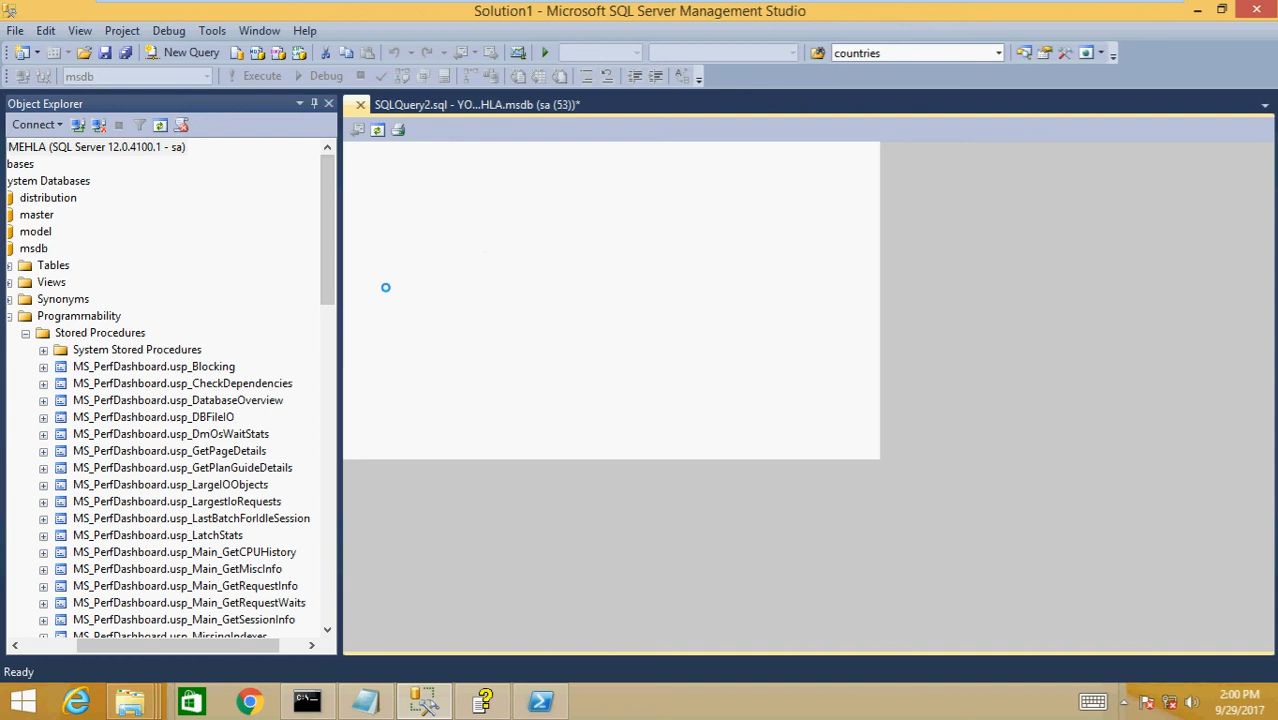 Solution1 - Microsoft SQL Server Management Studio
File Edit View Project Debug Tools Window Help
New Query countries
msdb Execute Debug
Object Explorer
SQLQuery2.sql - YO...HLA.msdb (sa (53))*
Connect
MEHLA (SQL Server 12.0.4100.1 - sa)
bases
ystem Databases
distribution
master
model
msdb
Tables
Views
Synonyms
Programmability
Stored Procedures
System Stored Procedures
MS_PerfDashboard.usp_Blocking
MS_PerfDashboard.usp_CheckDependencies
MS_PerfDashboard.usp_DatabaseOverview
MS_PerfDashboard.usp_DBFileIO
MS_PerfDashboard.usp_DmOsWaitStats
MS_PerfDashboard.usp_GetPageDetails
MS_PerfDashboard.usp_GetPlanGuideDetails
MS_PerfDashboard.usp_LargeIOObjects
MS_PerfDashboard.usp_LargestIoRequests
MS_PerfDashboard.usp_LastBatchForIdleSession
MS_PerfDashboard.usp_LatchStats
MS_PerfDashboard.usp_Main_GetCPUHistory
MS_PerfDashboard.usp_Main_GetMiscInfo
MS_PerfDashboard.usp_Main_GetRequestInfo
MS_PerfDashboard.usp_Main_GetRequestWaits
MS_PerfDashboard.usp_Main_GetSessionInfo
MS_PerfDashboard.usp_MissingIndexes
Ready
2:00 PM
9/29/2017